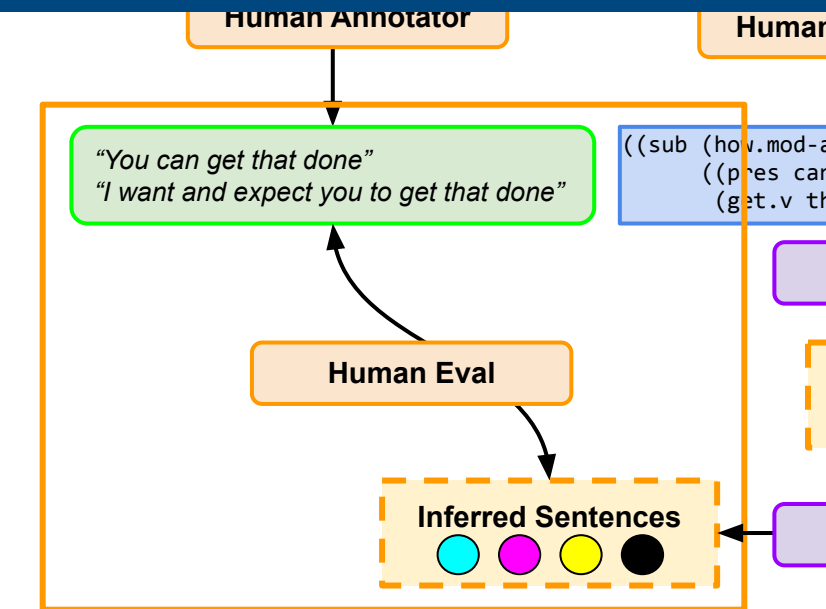 Human Annotator
Human
“You can get that done”
“I want and expect you to get that done”
((sub (how.mod-a
((pres can
(get.v th
Human Eval
Inferred Sentences